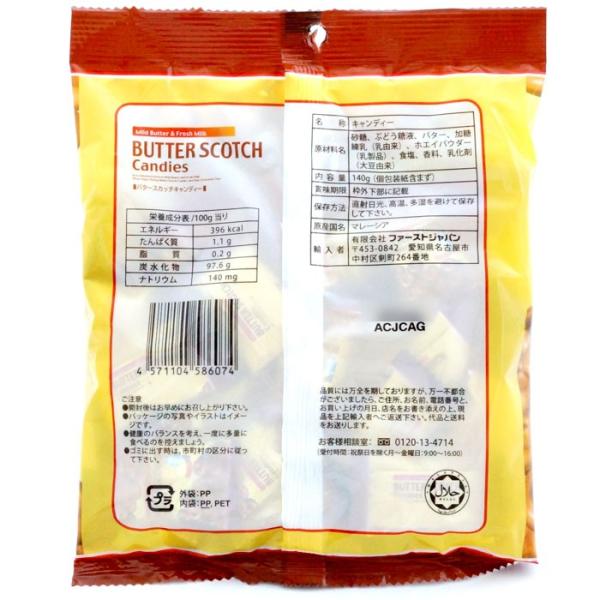 Mild Butter & Fresh Milk
BUTTER SCOTCH
Candies
■バタースカッチキャンディー■
栄養成分表/100g当り
エネルギー 396 kcal
たんぱく質 1.1 g
脂質 0.2 g
炭水化物 97.6 g
ナトリウム 140 mg
4 571104 586074
ご注意
●開封後はお早めにお召し上がり下さい。
●パッケージの写真やイラストはイメー
ジです。
●健康のバランスを考え、一度に多量に
食べるのを控えましょう。
●ゴミに出す時は、市町村の区分に従っ
て下さい。
プラ
外袋:PP
内袋:PP, PET
名称 キャンディー
原材料名 砂糖、ぶどう糖液、バター、加糖
練乳(乳由来)、ホエイパウダー
(乳製品)、食塩、香料、乳化剤
(大豆由来)
内容量 140g(個包装紙含まず)
賞味期限 枠外下部に記載
保存方法 直射日光、高温、多湿を避けて保存
して下さい。
原産国名 マレーシア
輸入者 有限会社 ファーストジャパン
〒453-0842 愛知県名古屋市
中村区剣町264番地
ACJCAG
品質には万全を期しておりますが、万一不都合
がございましたら、ご住所、お名前、電話番号と、
お買い上げの月日、店名をお書き添えの上、現
品を上記輸入者へご返送下さい。代品と送料
をお送りします。
お客様相談室: 0120-13-4714
(受付時間:祝祭日を除く月~金曜日:9:00~16:00)
حلال
HALAL